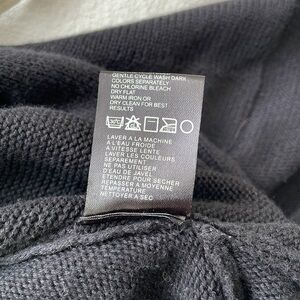 GENTLE CYCLE WASH DARK
COLORS SEPARATELY
NO CHLORINE BLEACH
DRY FLAT
WARM IRON OR
DRY CLEAN FOR BEST
RESULTS
LAVER A LA MACHINE
A L'EAU FROIDE
A VITESSE LENTE
LAVER LES COULEURS
SEPAREMENT
NE PAS UTILISER
D'EAU DE JAVEL
ETENDRE POUR SECHER
REPASSER A MOYENNE
TEMPERATURE
NETTOYER A SEC